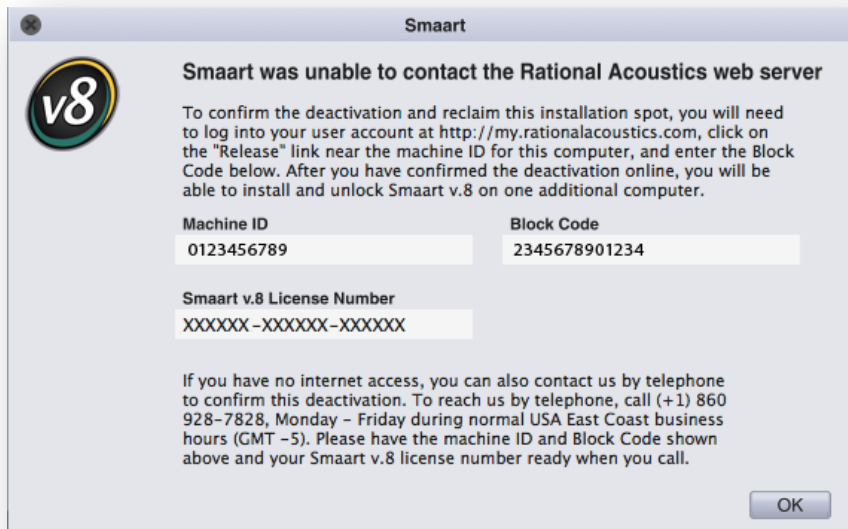 Smaart
v8
Smaart was unable to contact the Rational Acoustics web server
To confirm the deactivation and reclaim this installation spot, you will need
to log into your user account at http://my.rationalacoustics.com, click on
the "Release" link near the machine ID for this computer, and enter the Block
Code below. After you have confirmed the deactivation online, you will be
able to install and unlock Smaart v.8 on one additional computer.
Machine ID
Block Code
0123456789
2345678901234
Smaart v.8 License Number
XXXXXX-XXXXXX-XXXXXX
If you have no internet access, you can also contact us by telephone
to confirm this deactivation. To reach us by telephone, call (+1) 860
928-7828, Monday - Friday during normal USA East Coast business
hours (GMT -5). Please have the machine ID and Block Code shown
above and your Smaart v.8 license number ready when you call.
OK